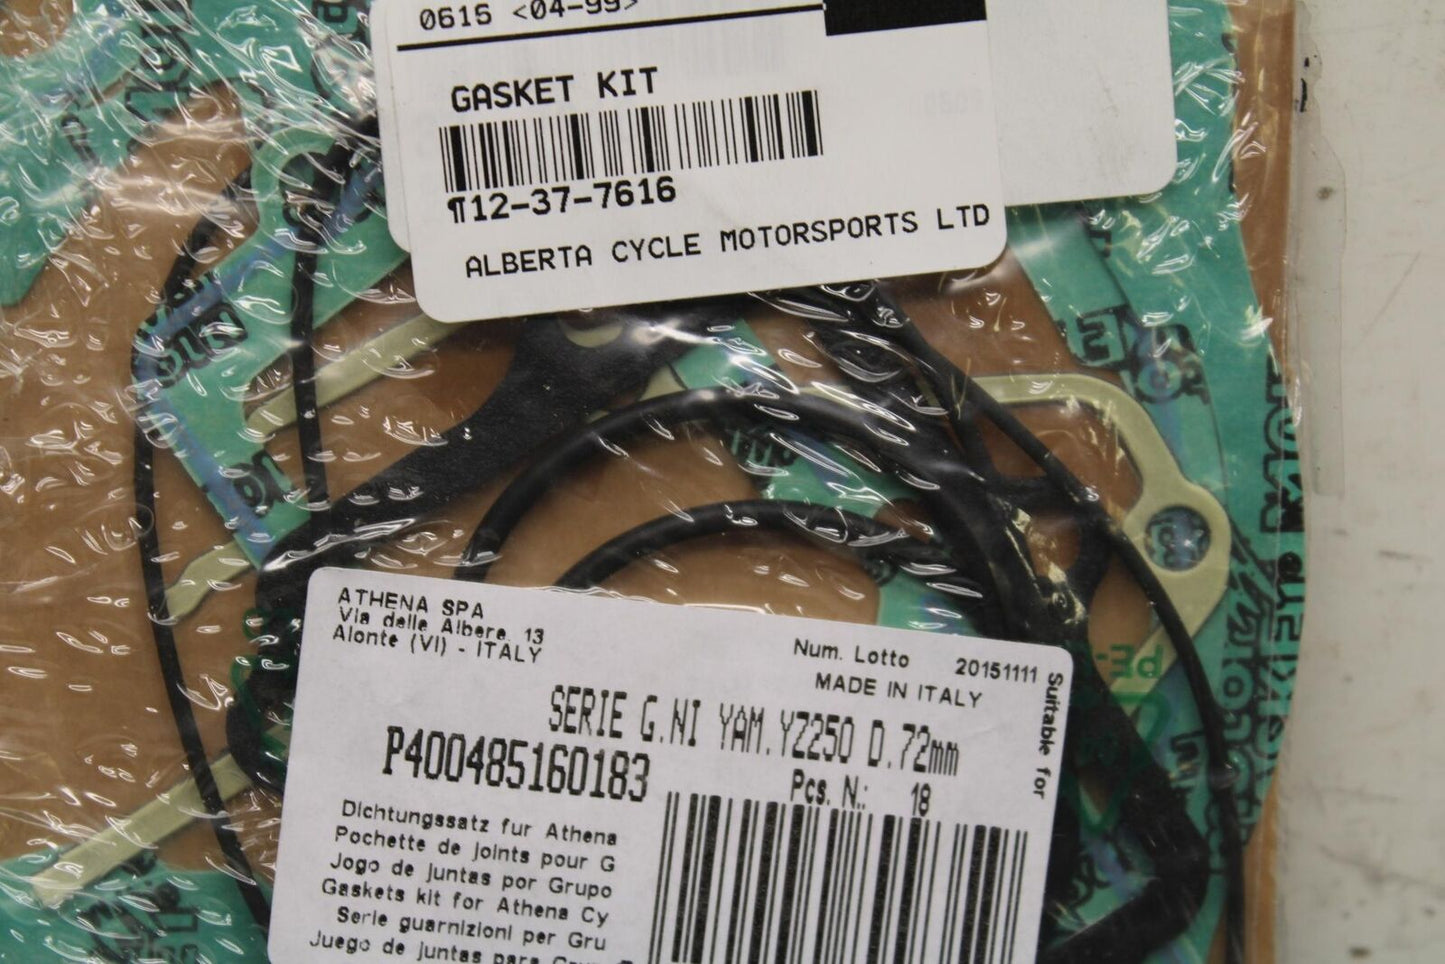 0615 <04-99>
GASKET KIT
¶12-37-7616
ALBERTA CYCLE MOTORSPORTS LTD
ATHENA SPA
Via delle Albere, 13
Alonte (VI) - ITALY
Num. Lotto 20151111
MADE IN ITALY
Suitable for
SERIE G.NI YAM.YZ250 D.72mm
P400485160183
Pcs. N.: 18
Dichtungssatz fur Athena
Pochette de joints pour G
Jogo de juntas por Grupo
Gaskets kit for Athena Cy
Serie guarnizioni per Gru
Juego de juntas para